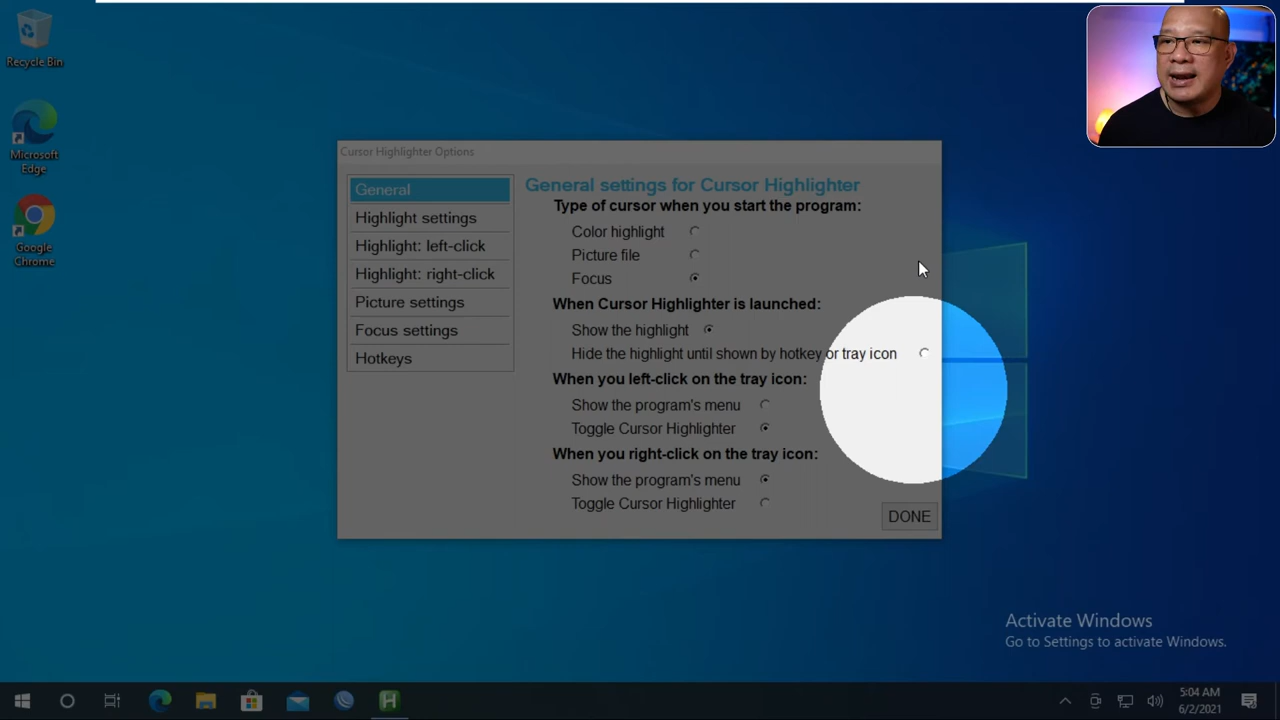 Recycle Bin
Microsoft
Edge
Google
Chrome
Cursor Highlighter Options
General
Highlight settings
Highlight: left-click
Highlight: right-click
Picture settings
Focus settings
Hotkeys
General settings for Cursor Highlighter
Type of cursor when you start the program:
Color highlight
Picture file
Focus
When Cursor Highlighter is launched:
Show the highlight
Hide the highlight until shown by hotkey or tray icon
When you left-click on the tray icon:
Show the program's menu
Toggle Cursor Highlighter
When you right-click on the tray icon:
Show the program's menu
Toggle Cursor Highlighter
DONE
Activate Windows
Go to Settings to activate Windows.
H
5:04 AM
6/2/2021